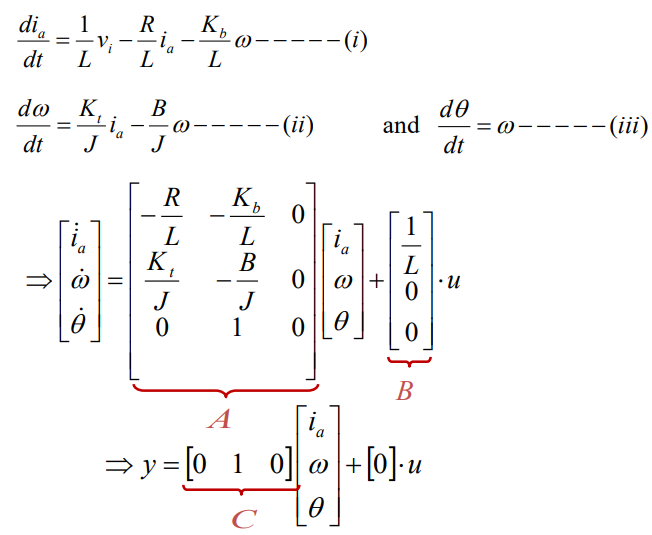 di_a/dt = 1/L v_i − R/L i_a − K_b/L ω −−−−−(i)
dω/dt = K_t/J i_a − B/J ω −−−−−(ii) and dθ/dt = ω −−−−−(iii)
⇒ [i̇_a; ω̇; θ̇] = [−R/L −K_b/L 0; K_t/J −B/J 0; 0 1 0] [i_a; ω; θ] + [1/L; 0; 0] · u
A B
⇒ y = [0 1 0] [i_a; ω; θ] + [0] · u
C